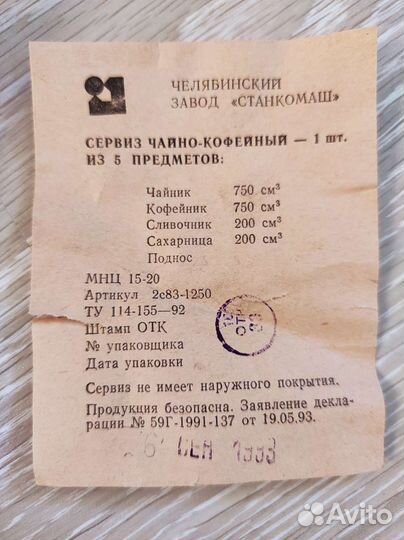 ЧЕЛЯБИНСКИЙ
ЗАВОД «СТАНКОМАШ»
СЕРВИЗ ЧАЙНО-КОФЕЙНЫЙ — 1 шт.
ИЗ 5 ПРЕДМЕТОВ:
Чайник 750 см³
Кофейник 750 см³
Сливочник 200 см³
Сахарница 200 см³
Поднос
МНЦ 15-20
Артикул 2с83-1250
ТУ 114-155—92
Штамп ОТК
№ упаковщика
Дата упаковки
Сервиз не имеет наружного покрытия.
Продукция безопасна. Заявление декла-
рации № 59Г-1991-137 от 19.05.93.
6 СЕН 1993
Avito